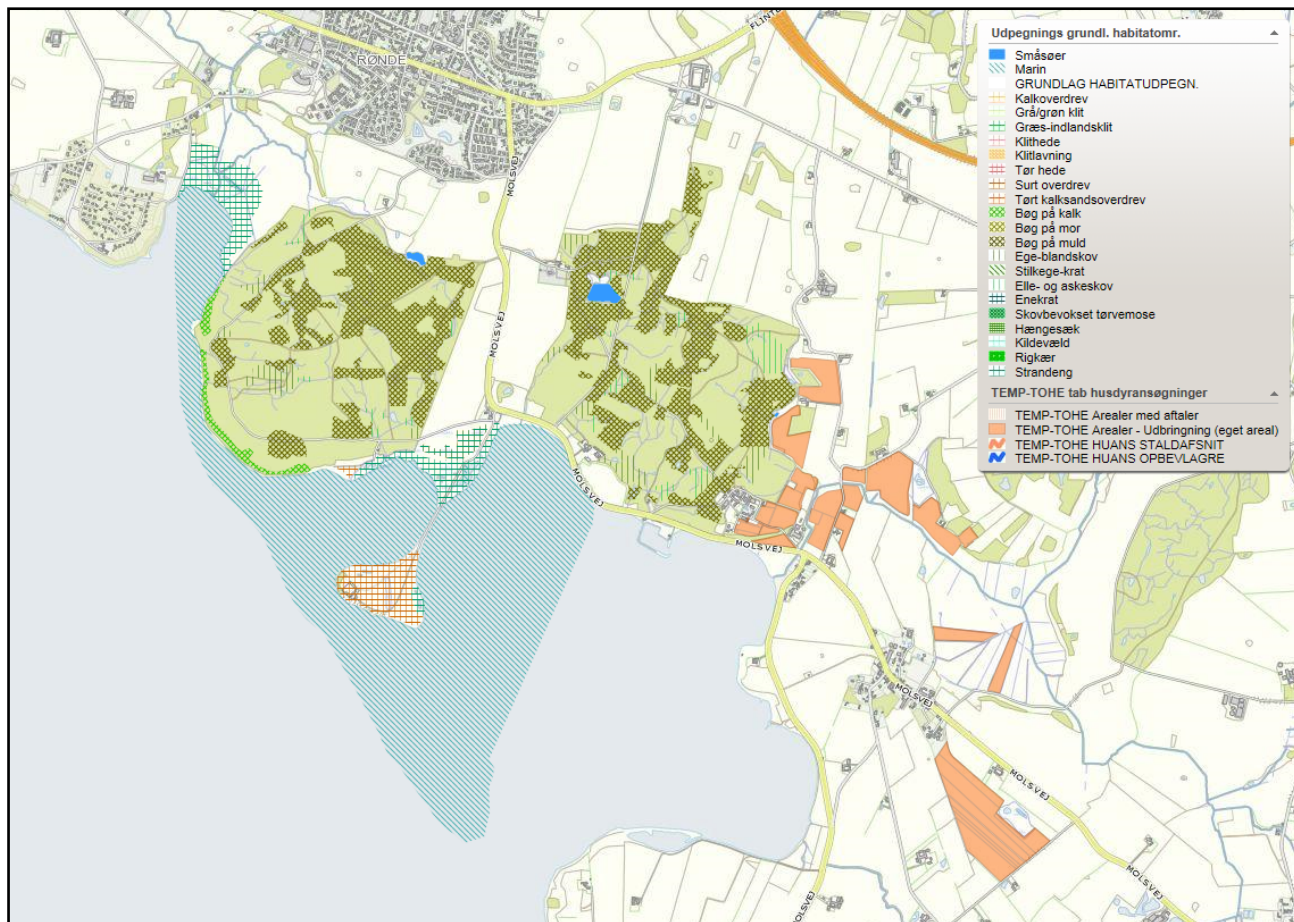 RØNDE
FLINTE
MOLSVEJ
MOLSVEJ
MOLSVEJ
MOLSVEJ
MOLSVEJ
MOLSVEJ
MOLSVEJ
Udpegnings grundl. habitatomr.
Småsøer
Marin
GRUNDLAG HABITATUDPEGN.
Kalkoverdrev
Grå/grøn klit
Græs-indlandsklit
Klithede
Klitlavning
Tør hede
Surt overdrev
Tørt kalksandsoverdrev
Bøg på kalk
Bøg på mor
Bøg på muld
Ege-blandskov
Stilkege-krat
Elle- og askeskov
Enekrat
Skovbevokset tørvemose
Hængesæk
Kildevæld
Rigkær
Strandeng
TEMP-TOHE tab husdyransøgninger
TEMP-TOHE Arealer med aftaler
TEMP-TOHE Arealer - Udbringning (eget areal)
TEMP-TOHE HUANS STALDAFSNIT
TEMP-TOHE HUANS OPBEVLAGRE